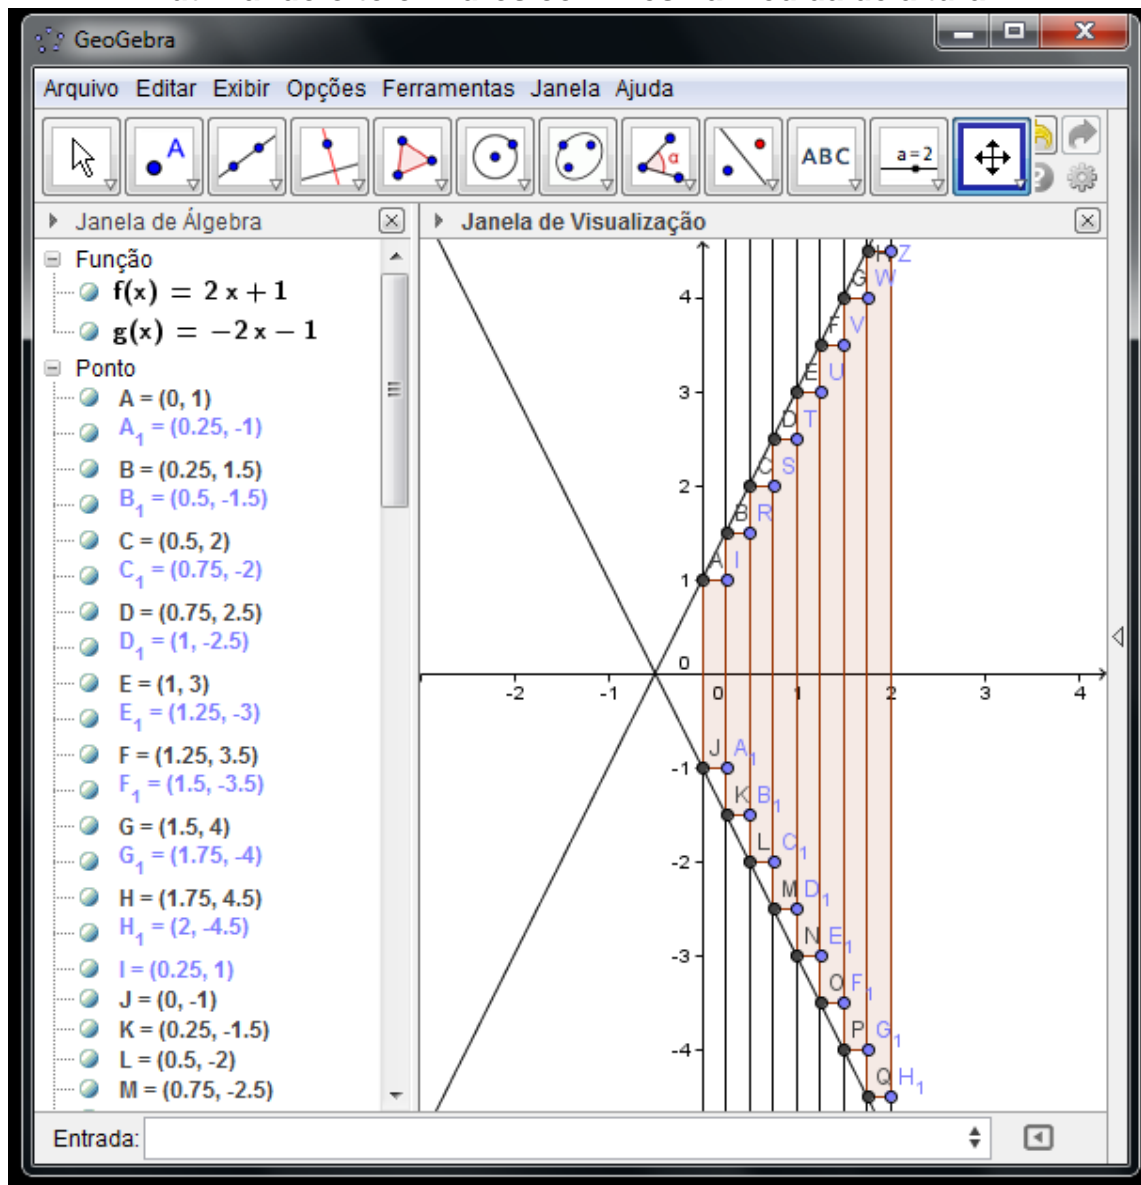 GeoGebra
Arquivo Editar Exibir Opções Ferramentas Janela Ajuda
A
α
ABC
a=2
Janela de Álgebra
Função
f(x) = 2 x + 1
g(x) = −2 x − 1
Ponto
A = (0, 1)
A₁ = (0.25, -1)
B = (0.25, 1.5)
B₁ = (0.5, -1.5)
C = (0.5, 2)
C₁ = (0.75, -2)
D = (0.75, 2.5)
D₁ = (1, -2.5)
E = (1, 3)
E₁ = (1.25, -3)
F = (1.25, 3.5)
F₁ = (1.5, -3.5)
G = (1.5, 4)
G₁ = (1.75, -4)
H = (1.75, 4.5)
H₁ = (2, -4.5)
I = (0.25, 1)
J = (0, -1)
K = (0.25, -1.5)
L = (0.5, -2)
M = (0.75, -2.5)
Janela de Visualização
H Z
G W
4
F V
E U
3
D T
C S
2
B R
A I
1
0
-2 -1 0 1 2 3 4
J A₁
-1
K B₁
L C₁
-2
M D₁
N E₁
-3
O F₁
P G₁
-4
Q H₁
Entrada: